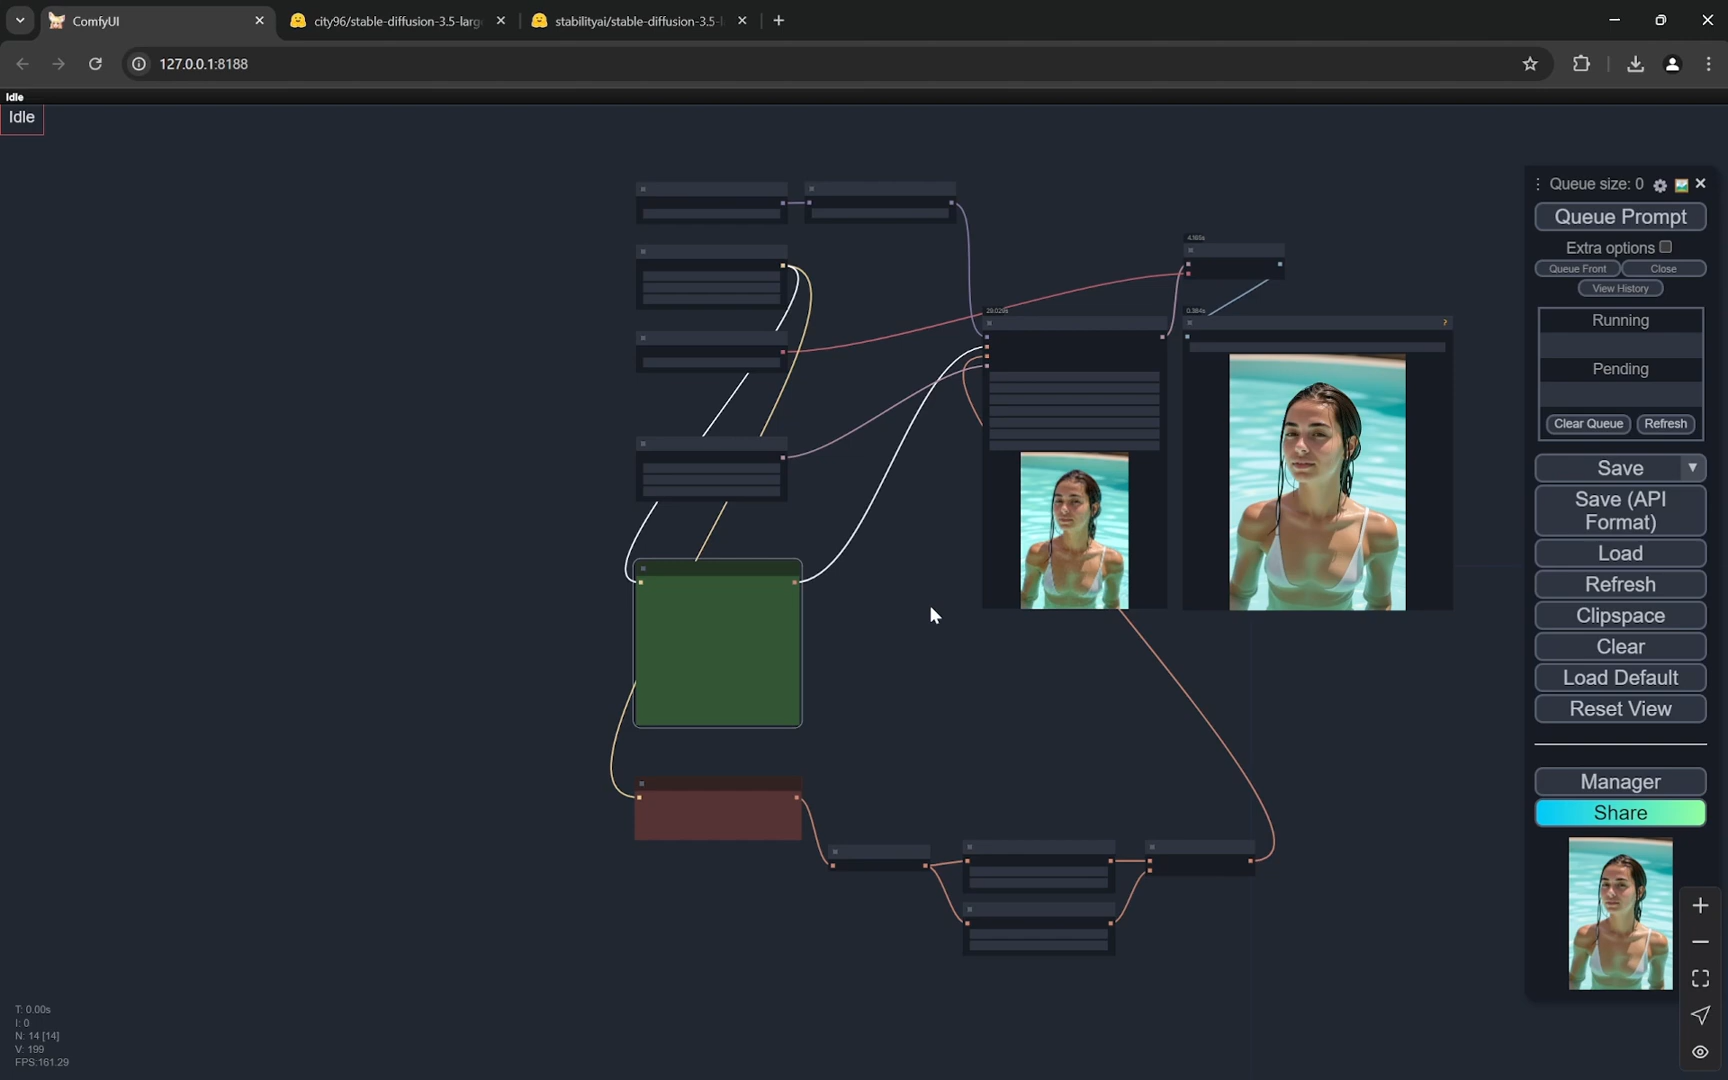 ComfyUI
city96/stable-diffusion-3.5-larg
stabilityai/stable-diffusion-3.5-l
127.0.0.1:8188
Idle
Idle
Queue size: 0
Queue Prompt
Extra options
Queue Front
Close
View History
Running
Pending
Clear Queue
Refresh
Save
▼
Save (API
Format)
Load
Refresh
Clipspace
Clear
Load Default
Reset View
Manager
Share
?
T: 0.00s
I: 0
N: 14 [14]
V: 199
FPS:161.29